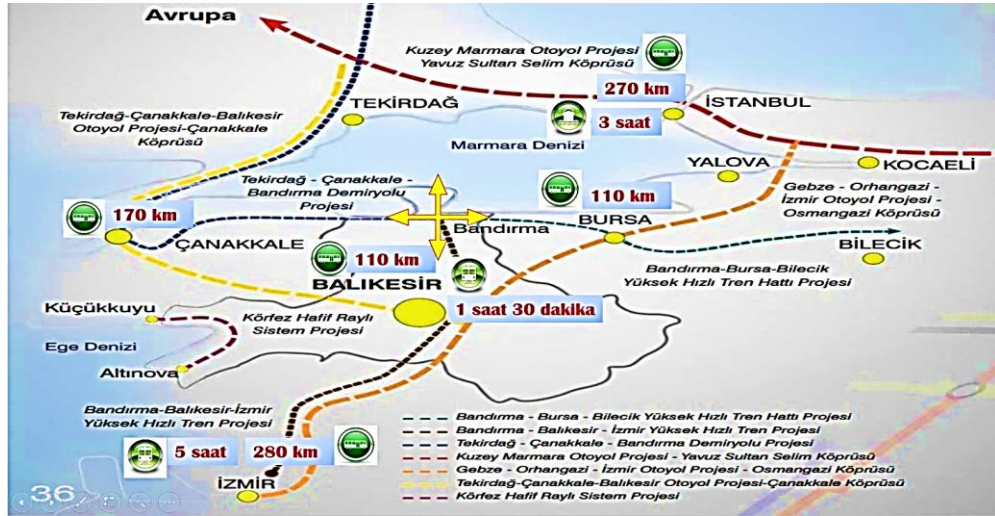 Avrupa
Kuzey Marmara Otoyol Projesi
Yavuz Sultan Selim Köprüsü
270 km
TEKİRDAĞ
İSTANBUL
3 saat
Tekirdağ-Çanakkale-Balıkesir
Otoyol Projesi-Çanakkale
Köprüsü
Marmara Denizi
YALOVA
KOCAELİ
Tekirdağ - Çanakkale -
Bandırma Demiryolu
Projesi
110 km
Gebze - Orhangazi -
İzmir Otoyol Projesi -
Osmangazi Köprüsü
170 km
ÇANAKKALE
Bandırma
BURSA
BİLECİK
110 km
BALIKESİR
Bandırma-Bursa-Bilecik
Yüksek Hızlı Tren Hattı Projesi
Küçükkuyu
Körfez Hafif Raylı
Sistem Projesi
1 saat 30 dakika
Ege Denizi
Altınova
Bandırma-Balıkesir-İzmir
Yüksek Hızlı Tren Projesi
5 saat
280 km
İZMİR
Bandırma - Bursa - Bilecik Yüksek Hızlı Tren Hattı Projesi
Bandırma - Balıkesir - İzmir Yüksek Hızlı Tren Projesi
Tekirdağ - Çanakkale - Bandırma Demiryolu Projesi
Kuzey Marmara Otoyol Projesi - Yavuz Sultan Selim Köprüsü
Gebze - Orhangazi - İzmir Otoyol Projesi - Osmangazi Köprüsü
Tekirdağ-Çanakkale-Balıkesir Otoyol Projesi-Çanakkale Köprüsü
Körfez Hafif Raylı Sistem Projesi
36